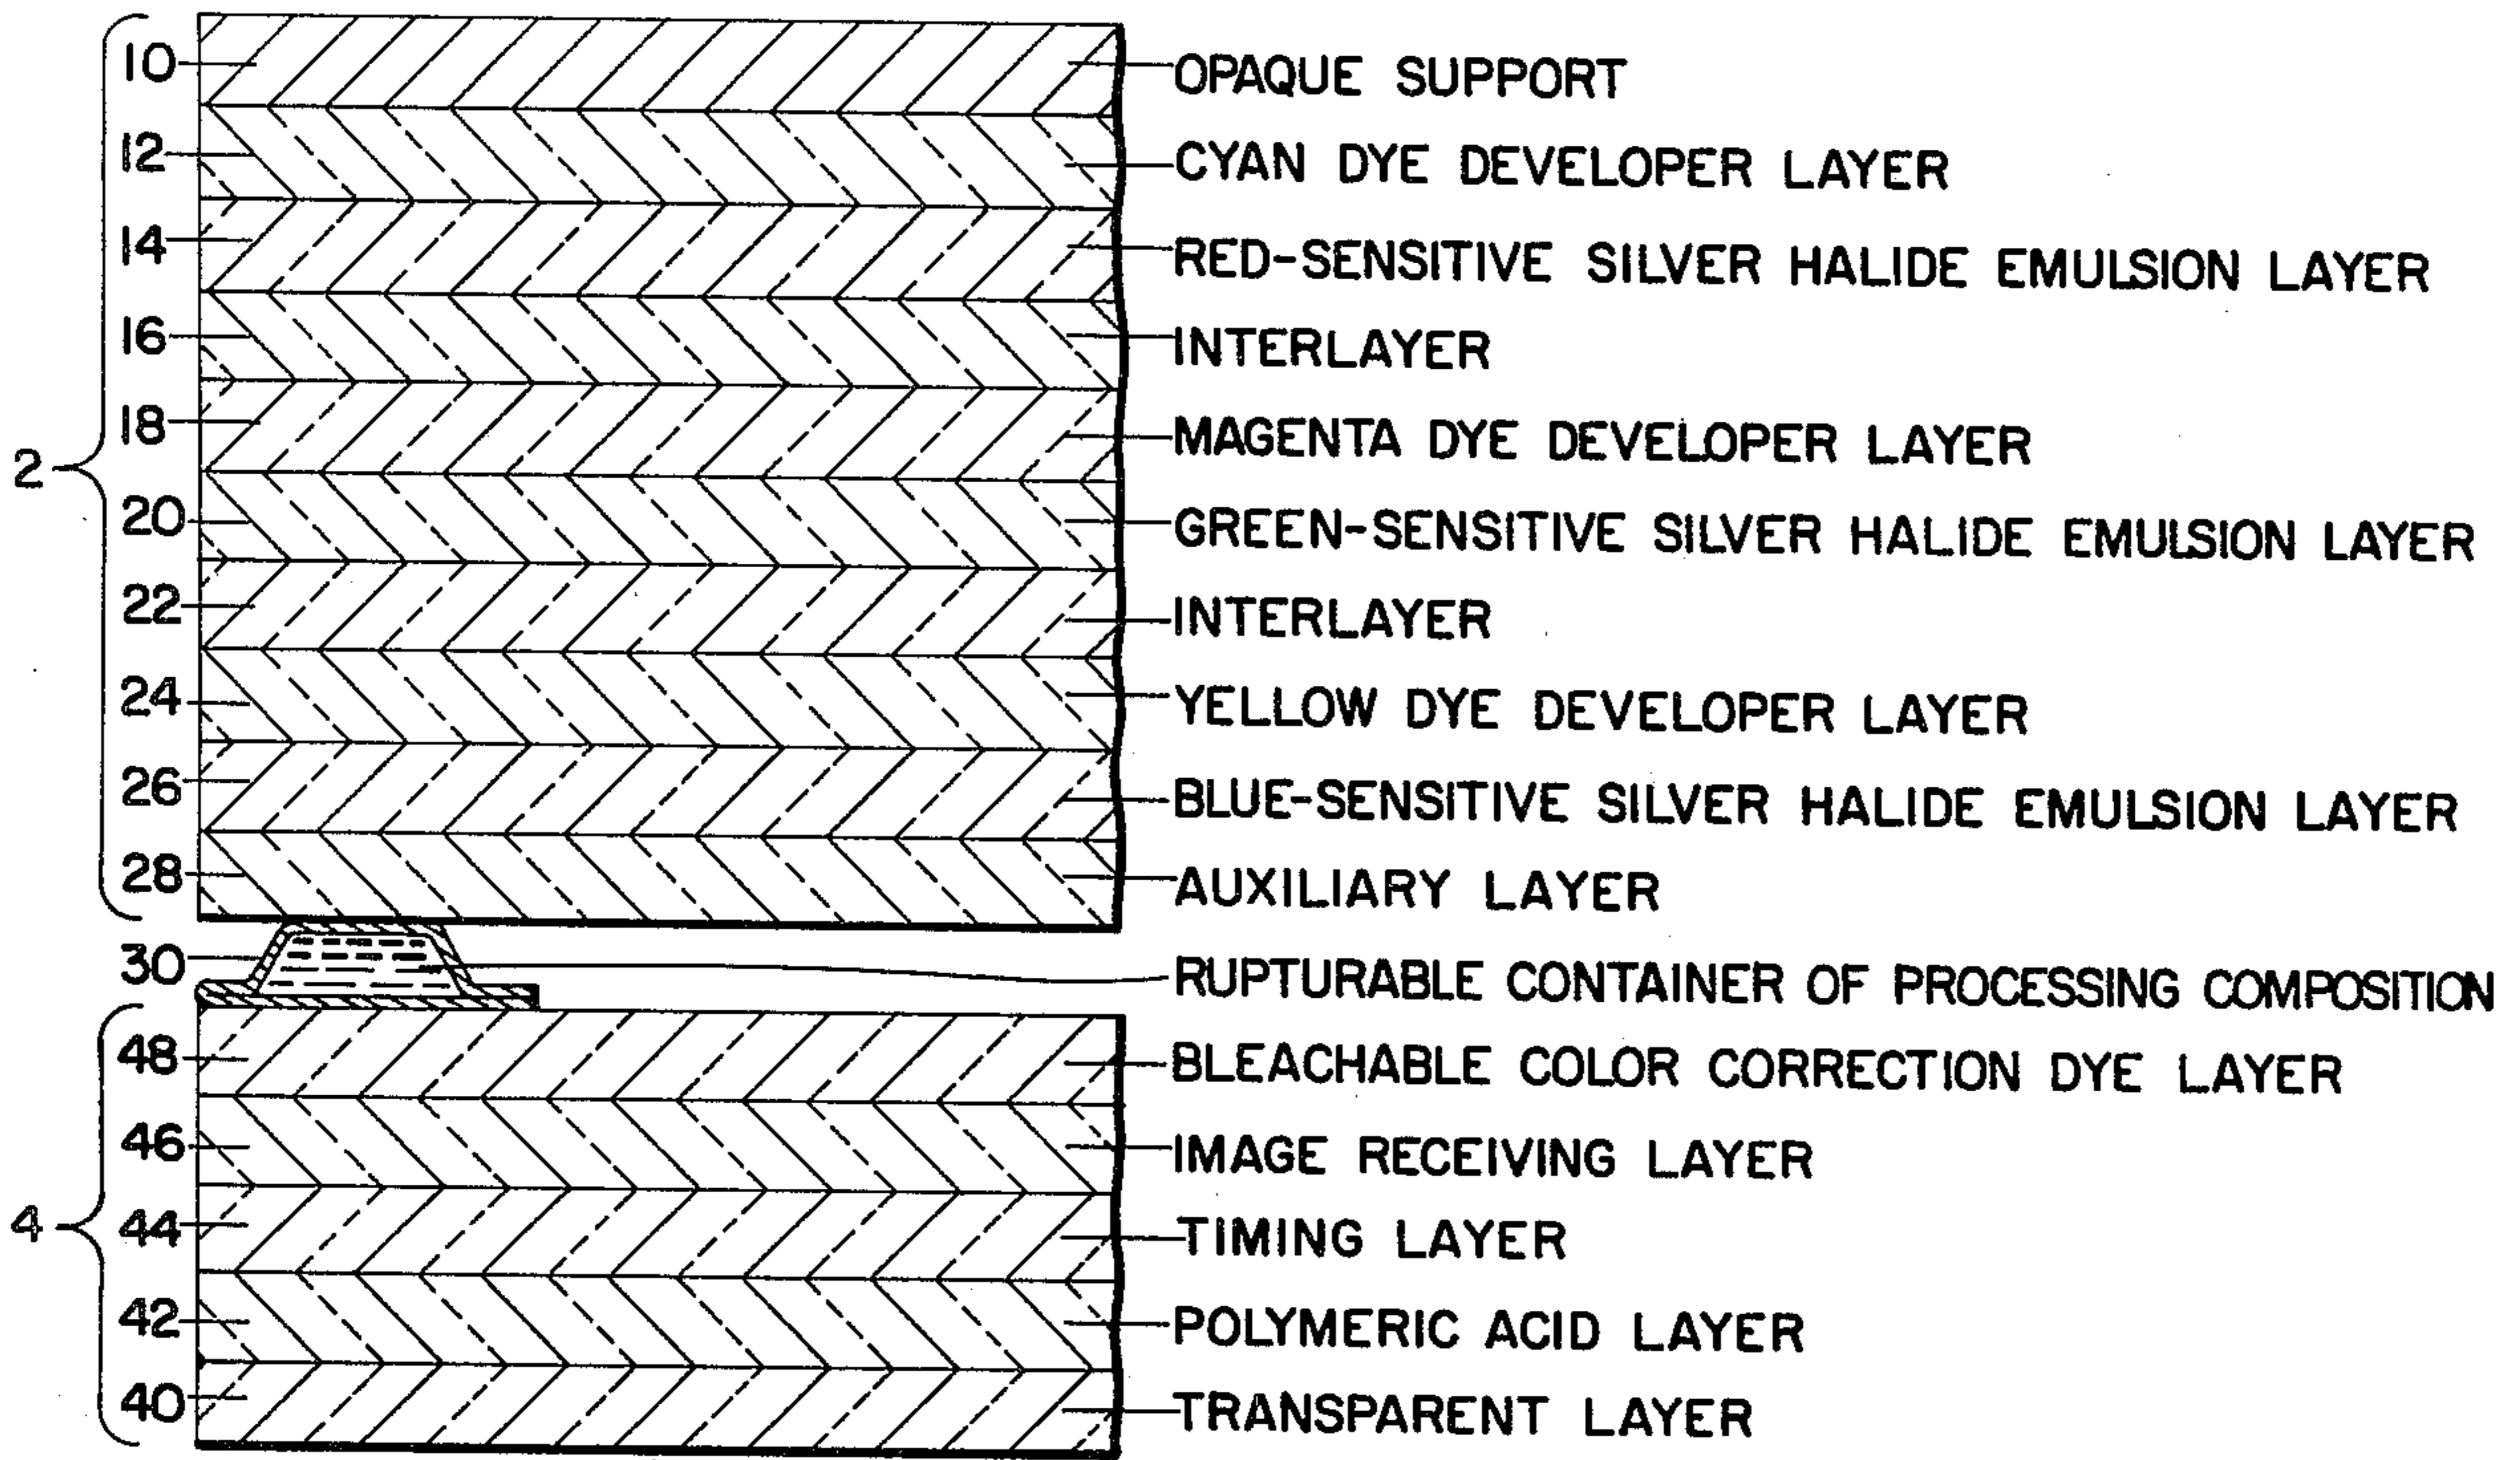 10 OPAQUE SUPPORT
12 CYAN DYE DEVELOPER LAYER
14 RED-SENSITIVE SILVER HALIDE EMULSION LAYER
16 INTERLAYER
18 MAGENTA DYE DEVELOPER LAYER
2
20 GREEN-SENSITIVE SILVER HALIDE EMULSION LAYER
22 INTERLAYER
24 YELLOW DYE DEVELOPER LAYER
26 BLUE-SENSITIVE SILVER HALIDE EMULSION LAYER
28 AUXILIARY LAYER
30 RUPTURABLE CONTAINER OF PROCESSING COMPOSITION
48 BLEACHABLE COLOR CORRECTION DYE LAYER
46 IMAGE RECEIVING LAYER
4
44 TIMING LAYER
42 POLYMERIC ACID LAYER
40 TRANSPARENT LAYER